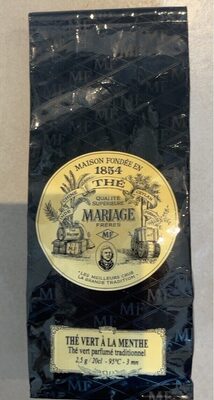 MAISON FONDÉE EN
1854
THÉ
QUALITÉ
SUPÉRIEURE
MARIAGE
FRÈRES
MF
"LES MEILLEURS CRUS
LA GRANDE TRADITION"
THÉ VERT À LA MENTHE
Thé vert parfumé traditionnel
2,5 g - 20cl - 95°C - 3 mn